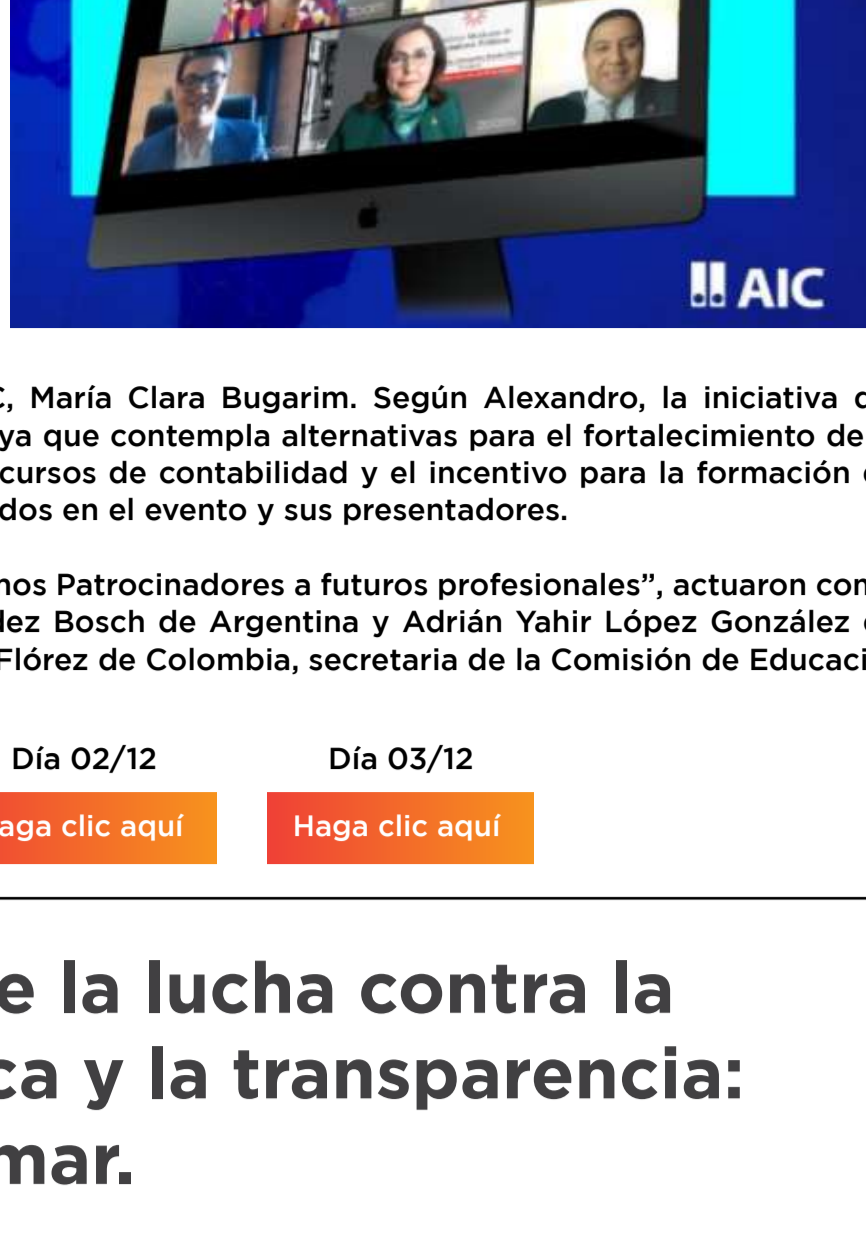 AIC
C, María Clara Bugarim. Según Alexandro, la iniciativa
ya que contempla alternativas para el fortalecimiento de
cursos de contabilidad y el incentivo para la formación
dos en el evento y sus presentadores.
nos Patrocinadores a futuros profesionales”, actuaron con
dez Bosch de Argentina y Adrián Yahir López González
Flórez de Colombia, secretaria de la Comisión de Educaci
Día 02/12
Día 03/12
aga clic aquí
Haga clic aquí
e la lucha contra la
ca y la transparencia:
mar.